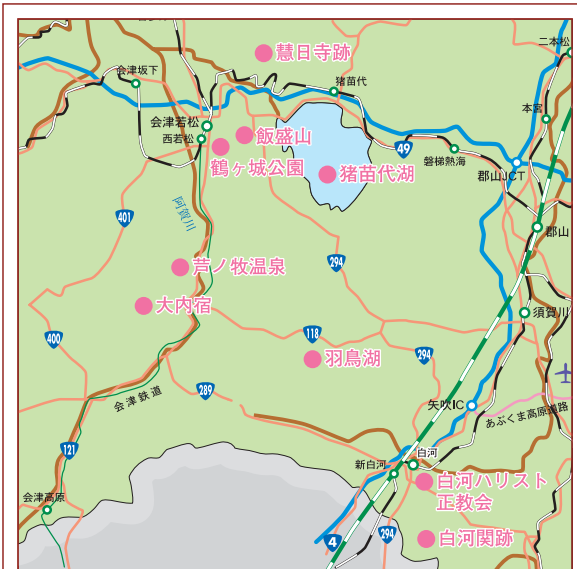 慧日寺跡
二本松
会津坂下
猪苗代
本宮
会津若松
西若松
飯盛山
鶴ヶ城公園
49
磐梯熱海
郡山JCT
猪苗代湖
阿賀川
401
郡山
294
芦ノ牧温泉
大内宿
須賀川
118
400
294
羽鳥湖
289
会津鉄道
矢吹IC
あぶくま高原道路
121
新白河
白河
会津高原
白河ハリスト
正教会
4
294
白河関跡